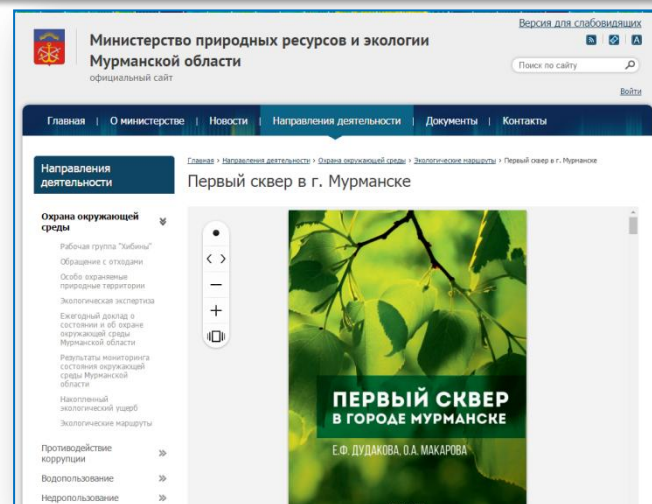 Версия для слабовидящих
А
Министерство природных ресурсов и экологии
Мурманской области
официальный сайт
Поиск по сайту
Войти
Главная | О министерстве | Новости | Направления деятельности | Документы | Контакты
Направления
деятельности
Главная › Направления деятельности › Охрана окружающей среды › Экологические маршруты › Первый сквер в г. Мурманске
Первый сквер в г. Мурманске
Охрана окружающей
среды
Рабочая группа "Хибины"
Обращение с отходами
Особо охраняемые
природные территории
Экологическая экспертиза
Ежегодный доклад о
состоянии и об охране
окружающей среды
Мурманской области
Результаты мониторинга
состояния окружающей
среды Мурманской
области
Накопленный
экологический ущерб
Экологические маршруты
Противодействие
коррупции
Водопользование
Недропользование
ПЕРВЫЙ СКВЕР
В ГОРОДЕ МУРМАНСКЕ
Е.Ф. ДУДАКОВА, О.А. МАКАРОВА